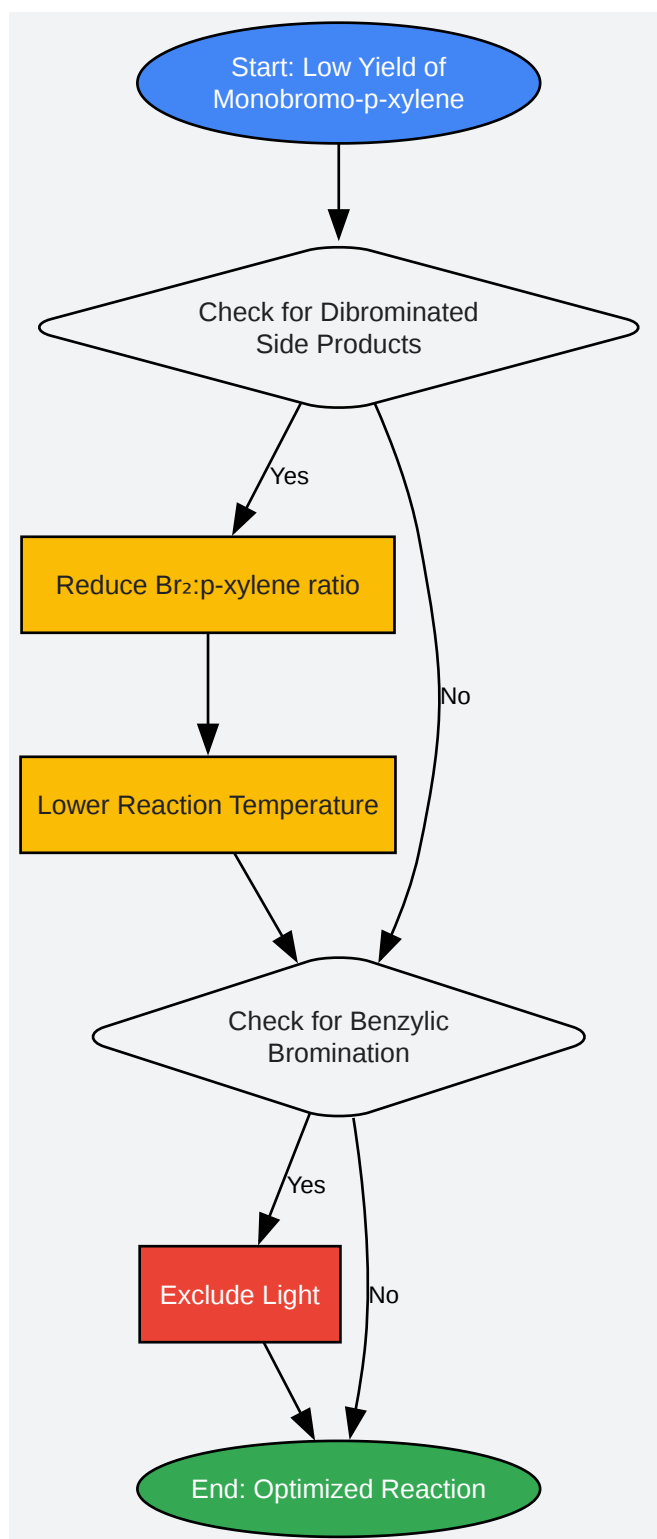 Start: Low Yield of
Monobromo-p-xylene
Check for Dibrominated
Side Products
Yes
Reduce Br₂:p-xylene ratio
No
Lower Reaction Temperature
Check for Benzylic
Bromination
Yes
Exclude Light
No
End: Optimized Reaction